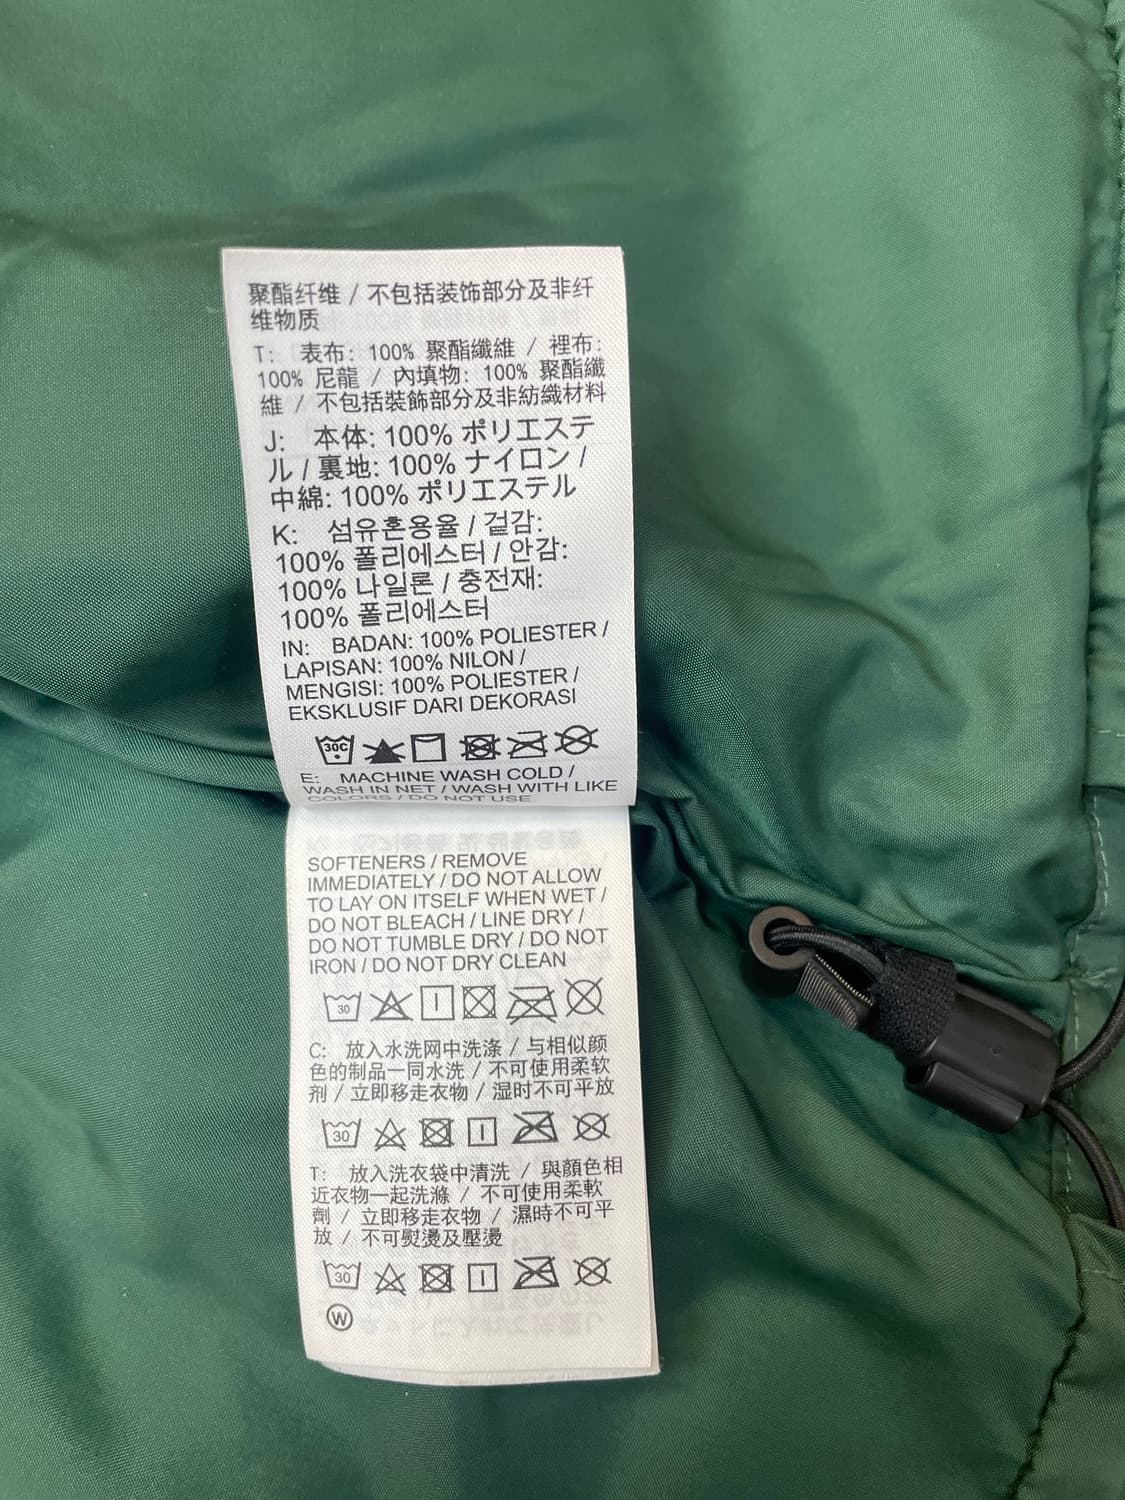 聚酯纤维 / 不包括装饰部分及非纤
维物质
T: 表布: 100% 聚酯纖維 / 裡布:
100% 尼龍 / 內填物: 100% 聚酯纖
維 / 不包括裝飾部分及非紡織材料
J: 本体: 100% ポリエステ
ル / 裏地: 100% ナイロン /
中綿: 100% ポリエステル
K: 섬유혼용율 / 겉감:
100% 폴리에스터 / 안감:
100% 나일론 / 충전재:
100% 폴리에스터
IN: BADAN: 100% POLIESTER /
LAPISAN: 100% NILON /
MENGISI: 100% POLIESTER /
EKSKLUSIF DARI DEKORASI
30C
E: MACHINE WASH COLD /
WASH IN NET / WASH WITH LIKE
COLORS / DO NOT USE
SOFTENERS / REMOVE
IMMEDIATELY / DO NOT ALLOW
TO LAY ON ITSELF WHEN WET /
DO NOT BLEACH / LINE DRY /
DO NOT TUMBLE DRY / DO NOT
IRON / DO NOT DRY CLEAN
30
C: 放入水洗网中洗涤 / 与相似颜
色的制品一同水洗 / 不可使用柔软
剂 / 立即移走衣物 / 湿时不可平放
30
T: 放入洗衣袋中清洗 / 與顏色相
近衣物一起洗滌 / 不可使用柔軟
劑 / 立即移走衣物 / 濕時不可平
放 / 不可熨燙及壓燙
30
W